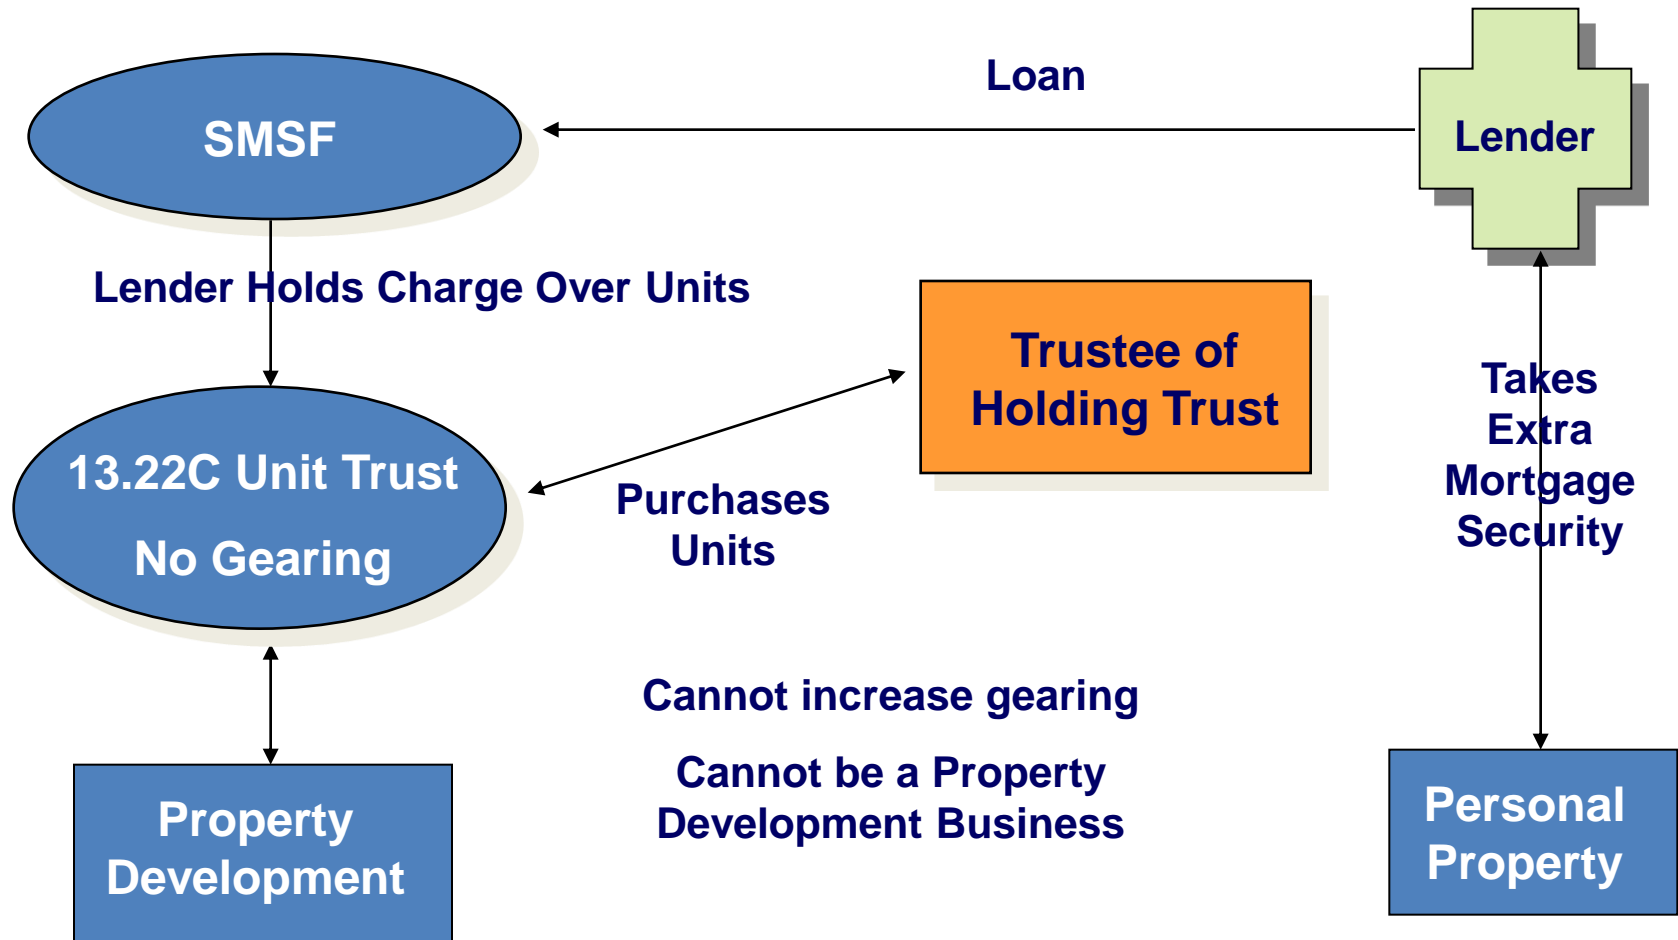 Loan
SMSF
Lender
Lender Holds Charge Over Units
Trustee of
Holding Trust
Takes
Extra
Mortgage
Security
13.22C Unit Trust
No Gearing
Purchases
Units
Cannot increase gearing
Cannot be a Property
Development Business
Property
Development
Personal
Property